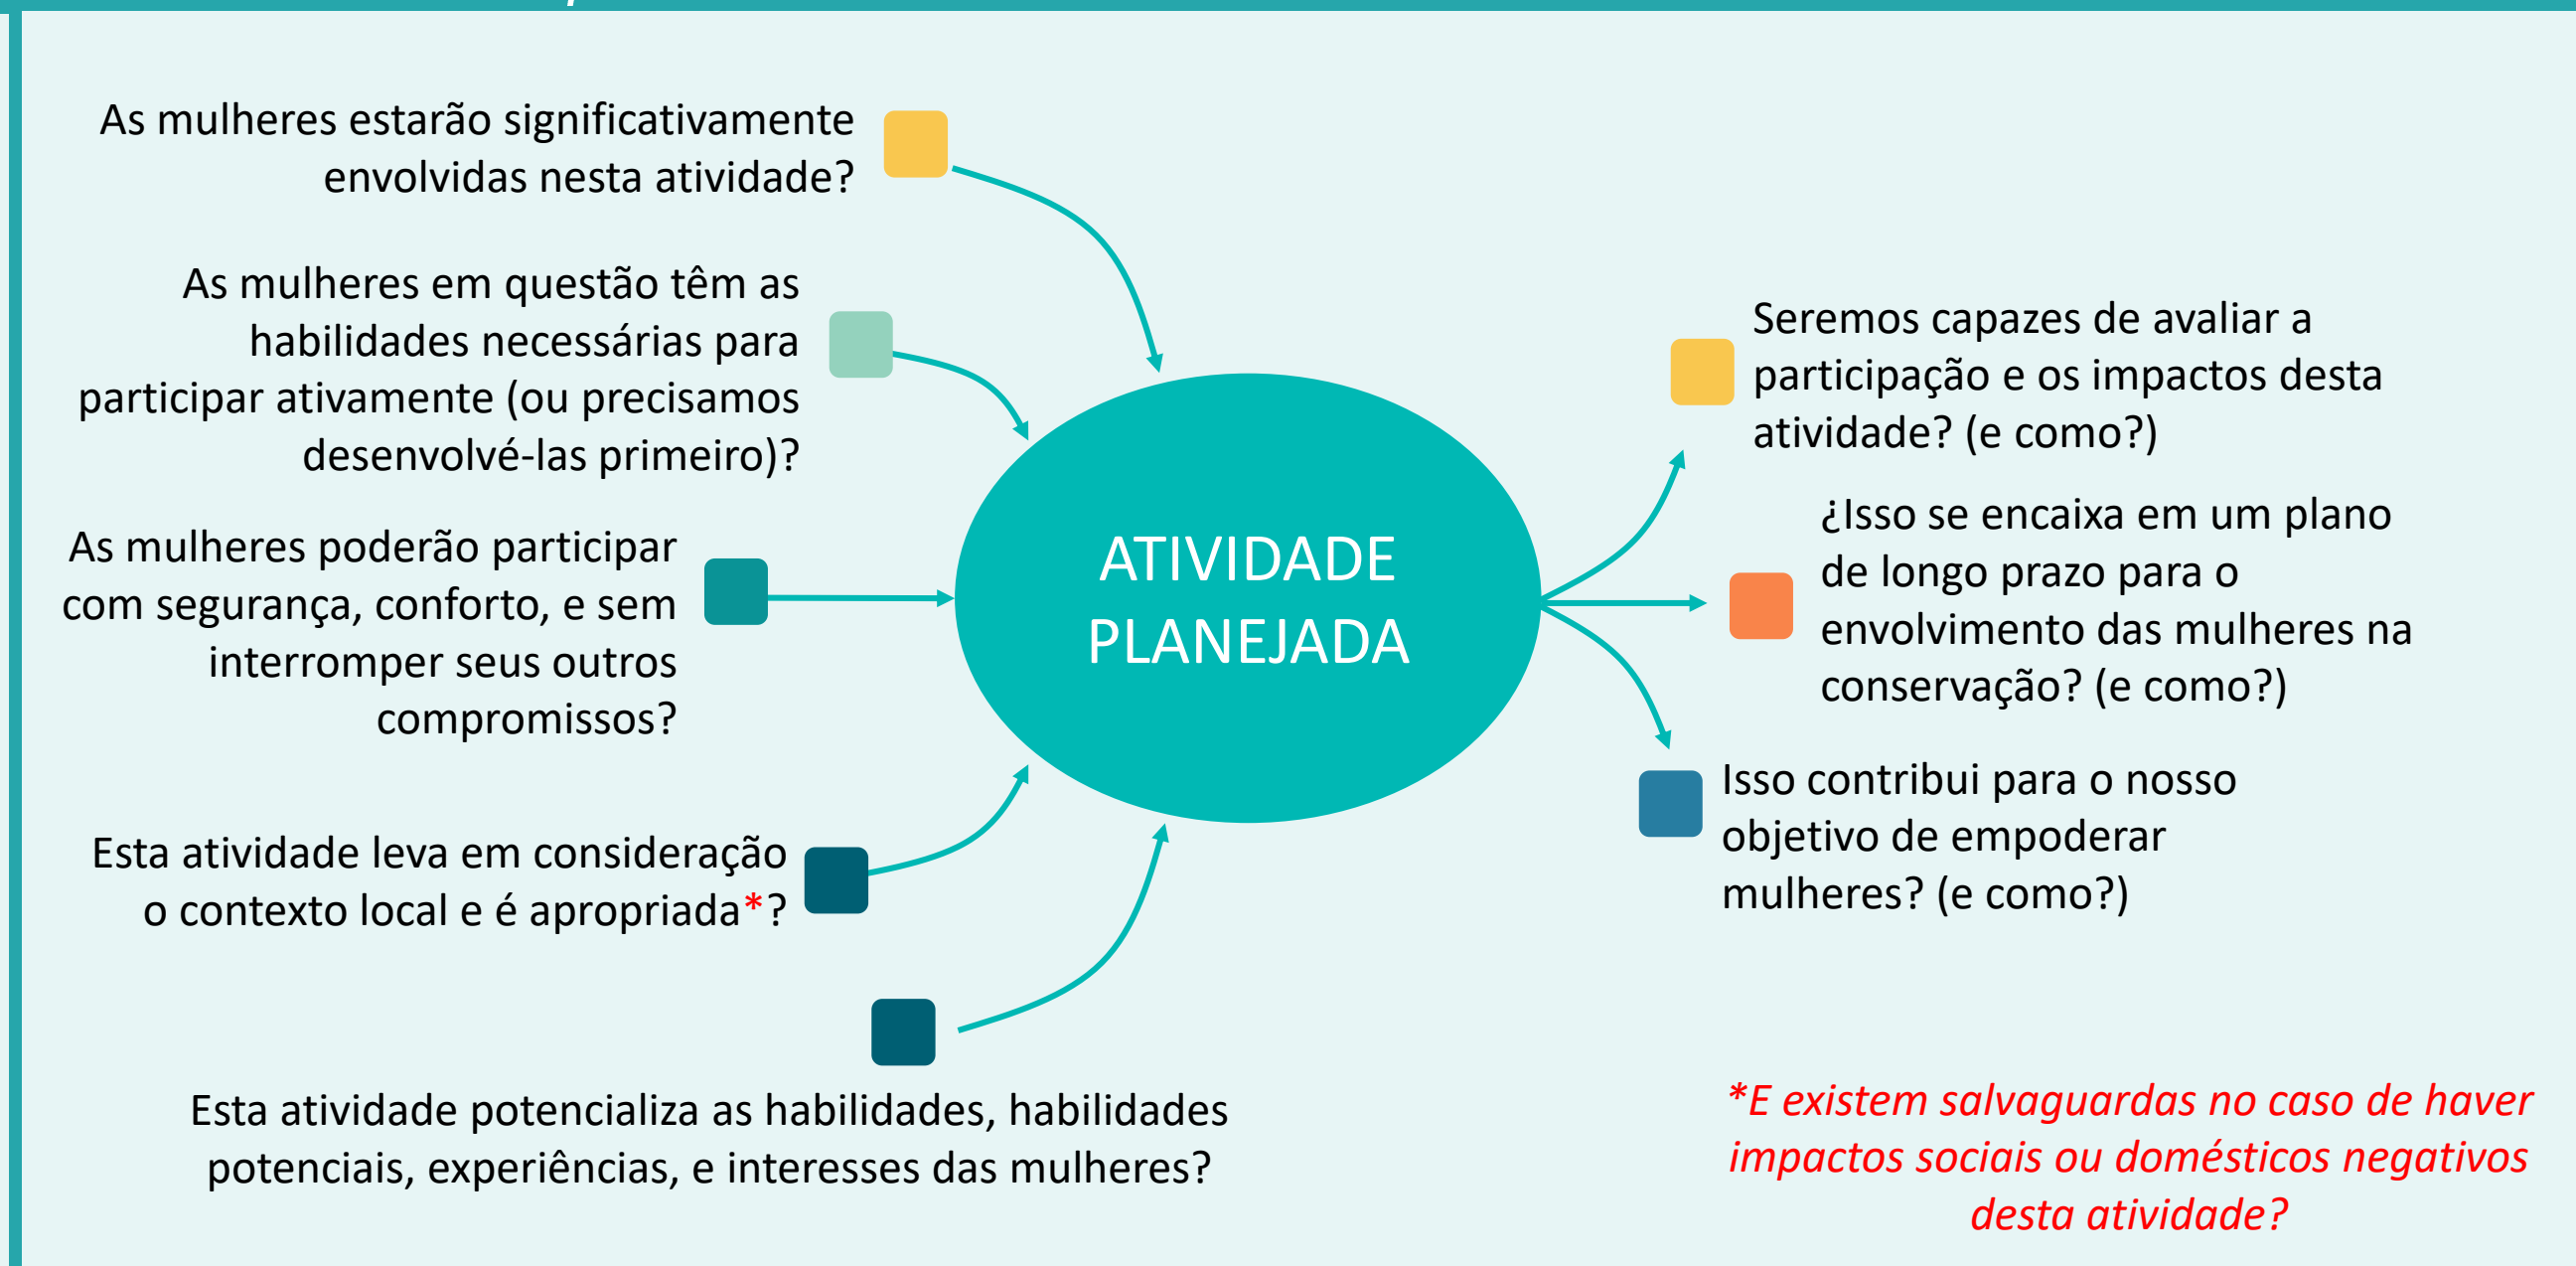 As mulheres estarão significativamente
envolvidas nesta atividade?
As mulheres em questão têm as
habilidades necessárias para
participar ativamente (ou precisamos
desenvolvé-las primeiro)?
As mulheres poderão participar
com segurança, conforto, e sem
interromper seus outros
compromissos?
Esta atividade leva em consideração
o contexto local e é apropriada*?
Esta atividade potencializa as habilidades, habilidades
potenciais, experiências, e interesses das mulheres?
ATIVIDADE
PLANEJADA
Seremos capazes de avaliar a
participação e os impactos desta
atividade? (e como?)
¿Isso se encaixa em um plano
de longo prazo para o
envolvimento das mulheres na
conservação? (e como?)
Isso contribui para o nosso
objetivo de empoderar
mulheres? (e como?)
*E existem salvaguardas no caso de haver
impactos sociais ou domésticos negativos
desta atividade?